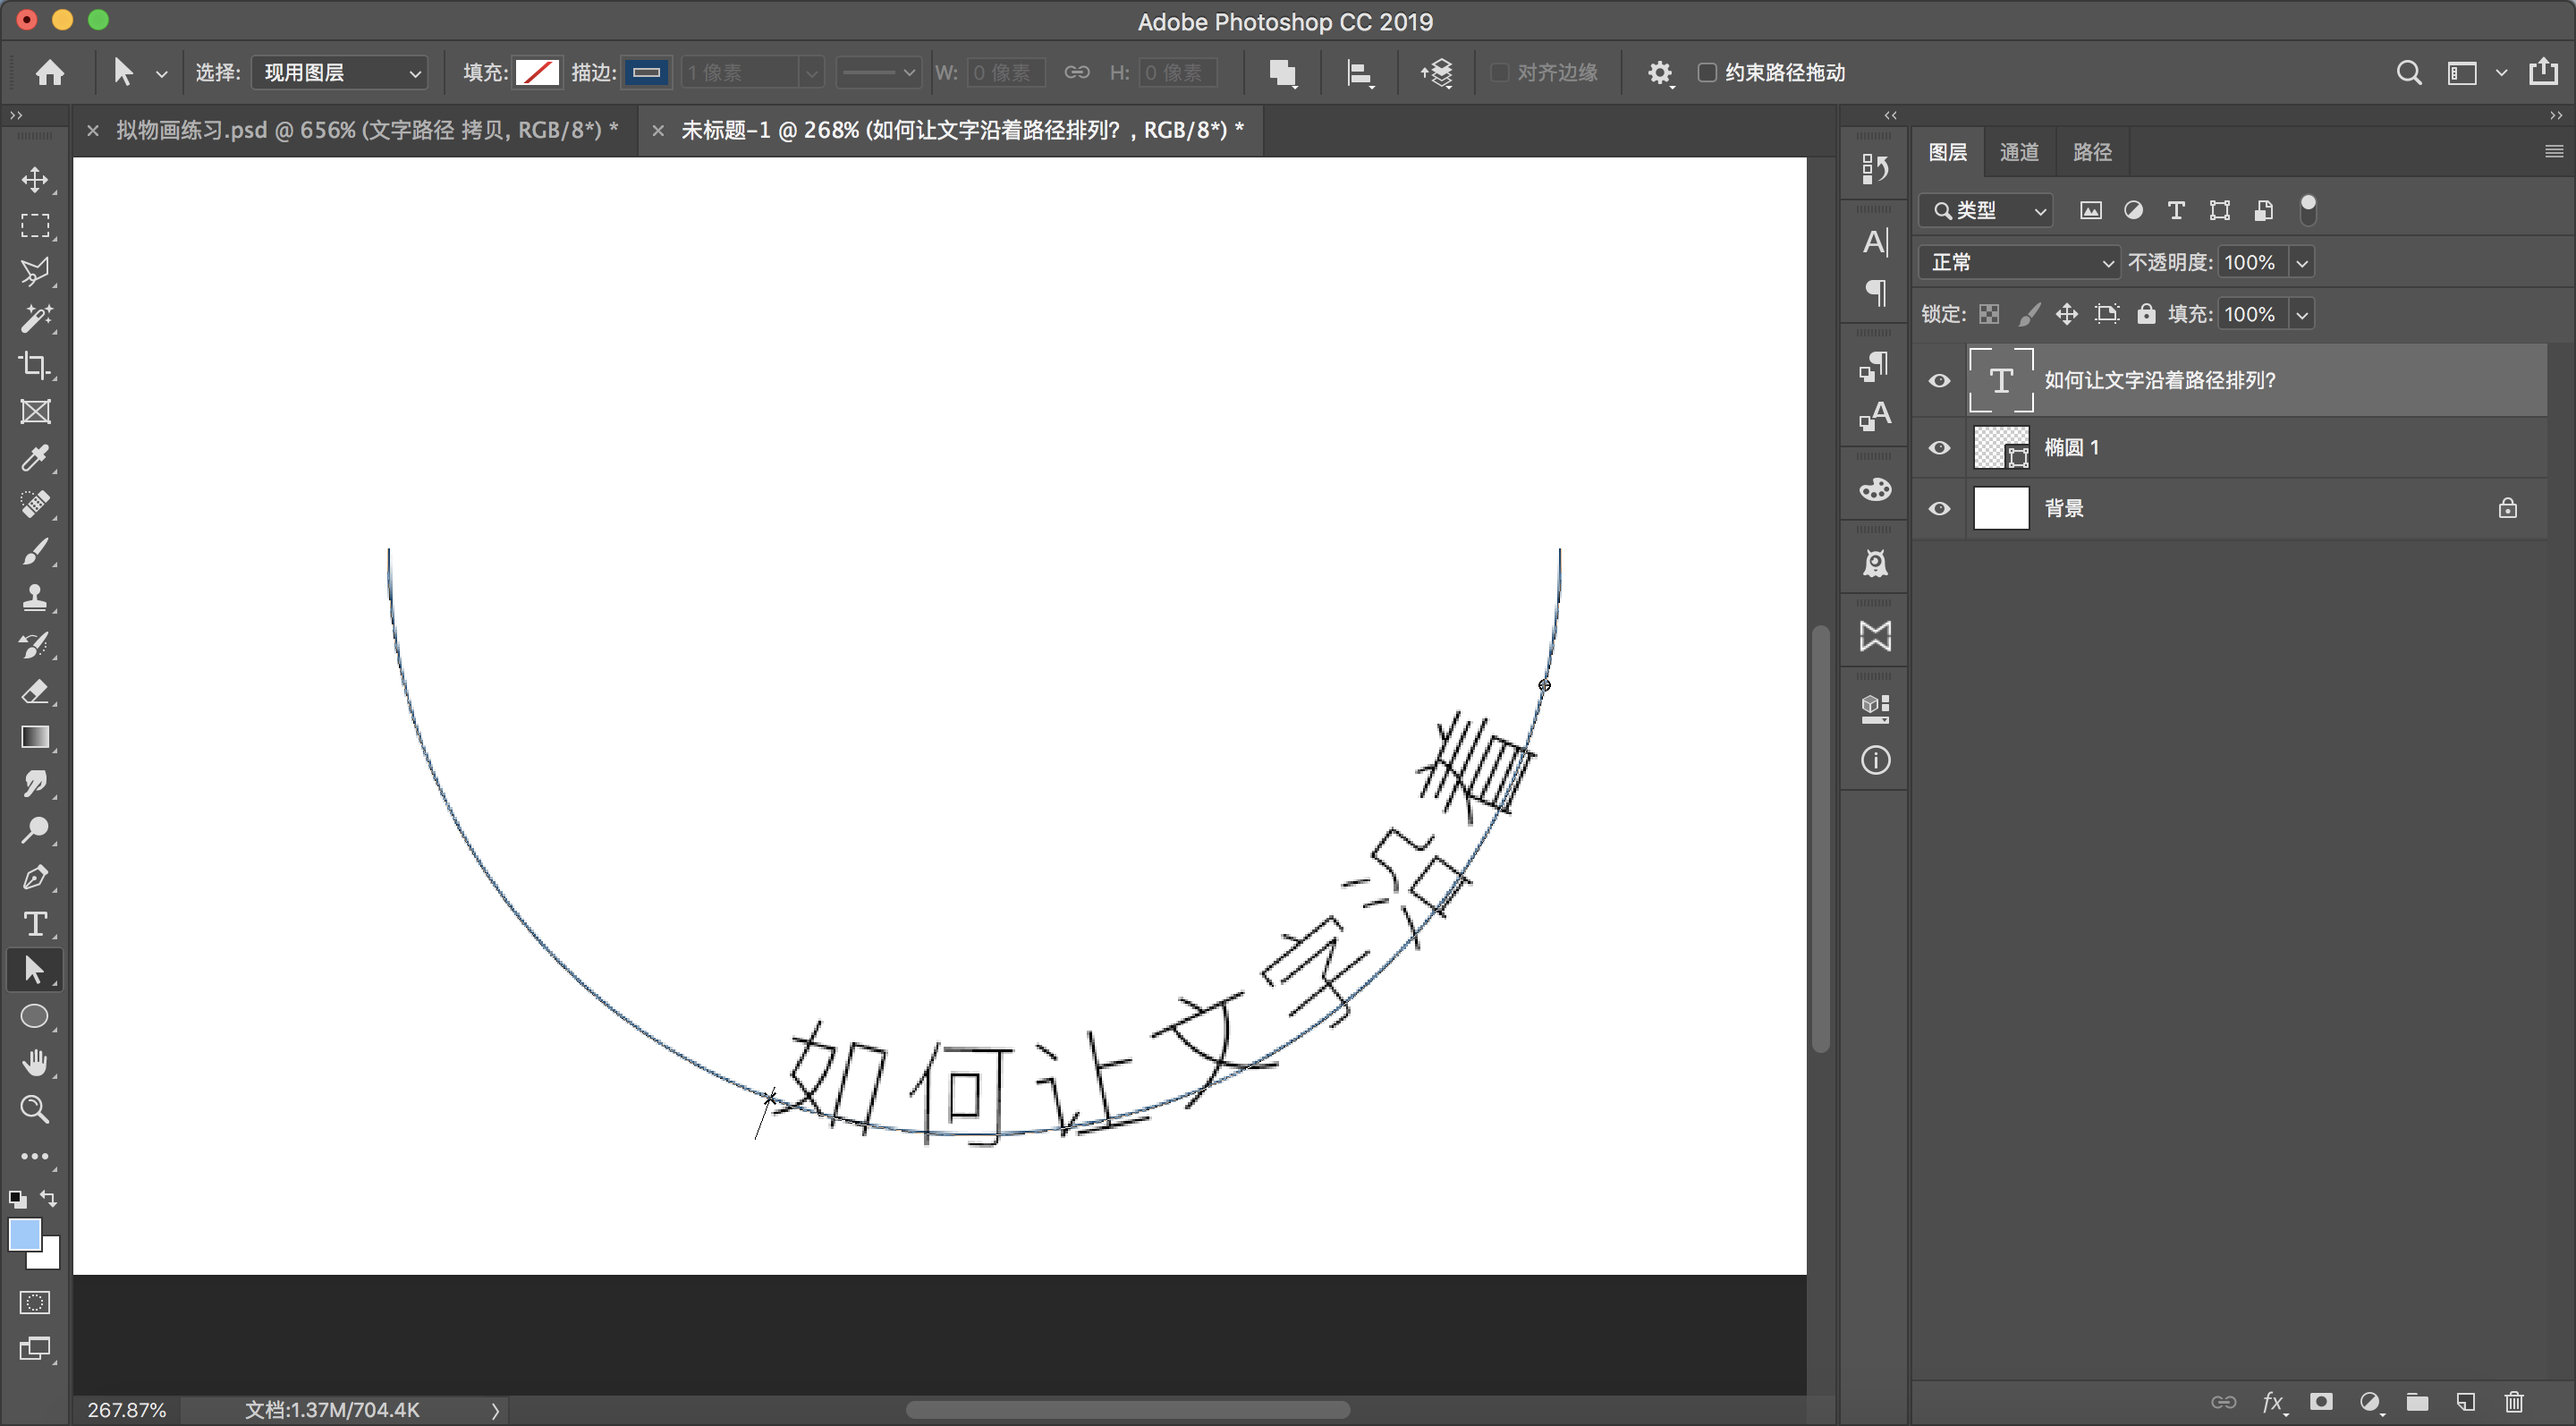 Adobe Photoshop CC 2019
选择: 现用图层 填充: 描边: 1 像素 W: 0 像素 H: 0 像素 对齐边缘 约束路径拖动
× 拟物画练习.psd @ 656% (文字路径 拷贝, RGB/8*) * × 未标题-1 @ 268% (如何让文字沿着路径排列? , RGB/8*) *
图层 通道 路径
类型
正常 不透明度: 100%
锁定: 填充: 100%
如何让文字沿着路径排列?
椭圆 1
背景
如何让文字沿着
267.87% 文档:1.37M/704.4K